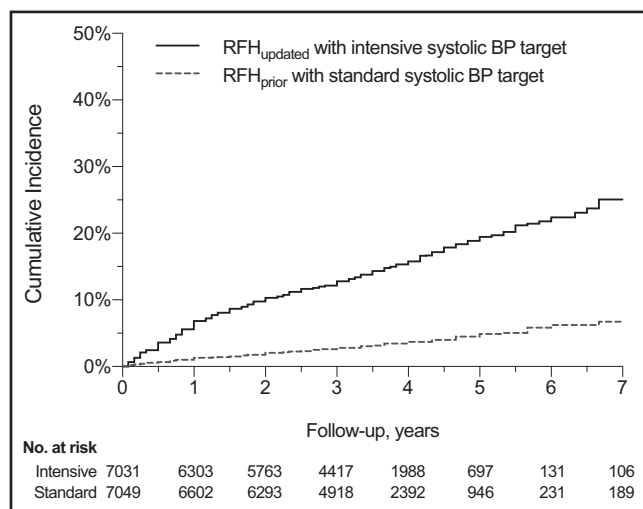 50%
40%
30%
20%
10%
0%
Cumulative Incidence
RFHupdated with intensive systolic BP target
RFHprior with standard systolic BP target
0 1 2 3 4 5 6 7
Follow-up, years
No. at risk
Intensive 7031 6303 5763 4417 1988 697 131 106
Standard 7049 6602 6293 4918 2392 946 231 189